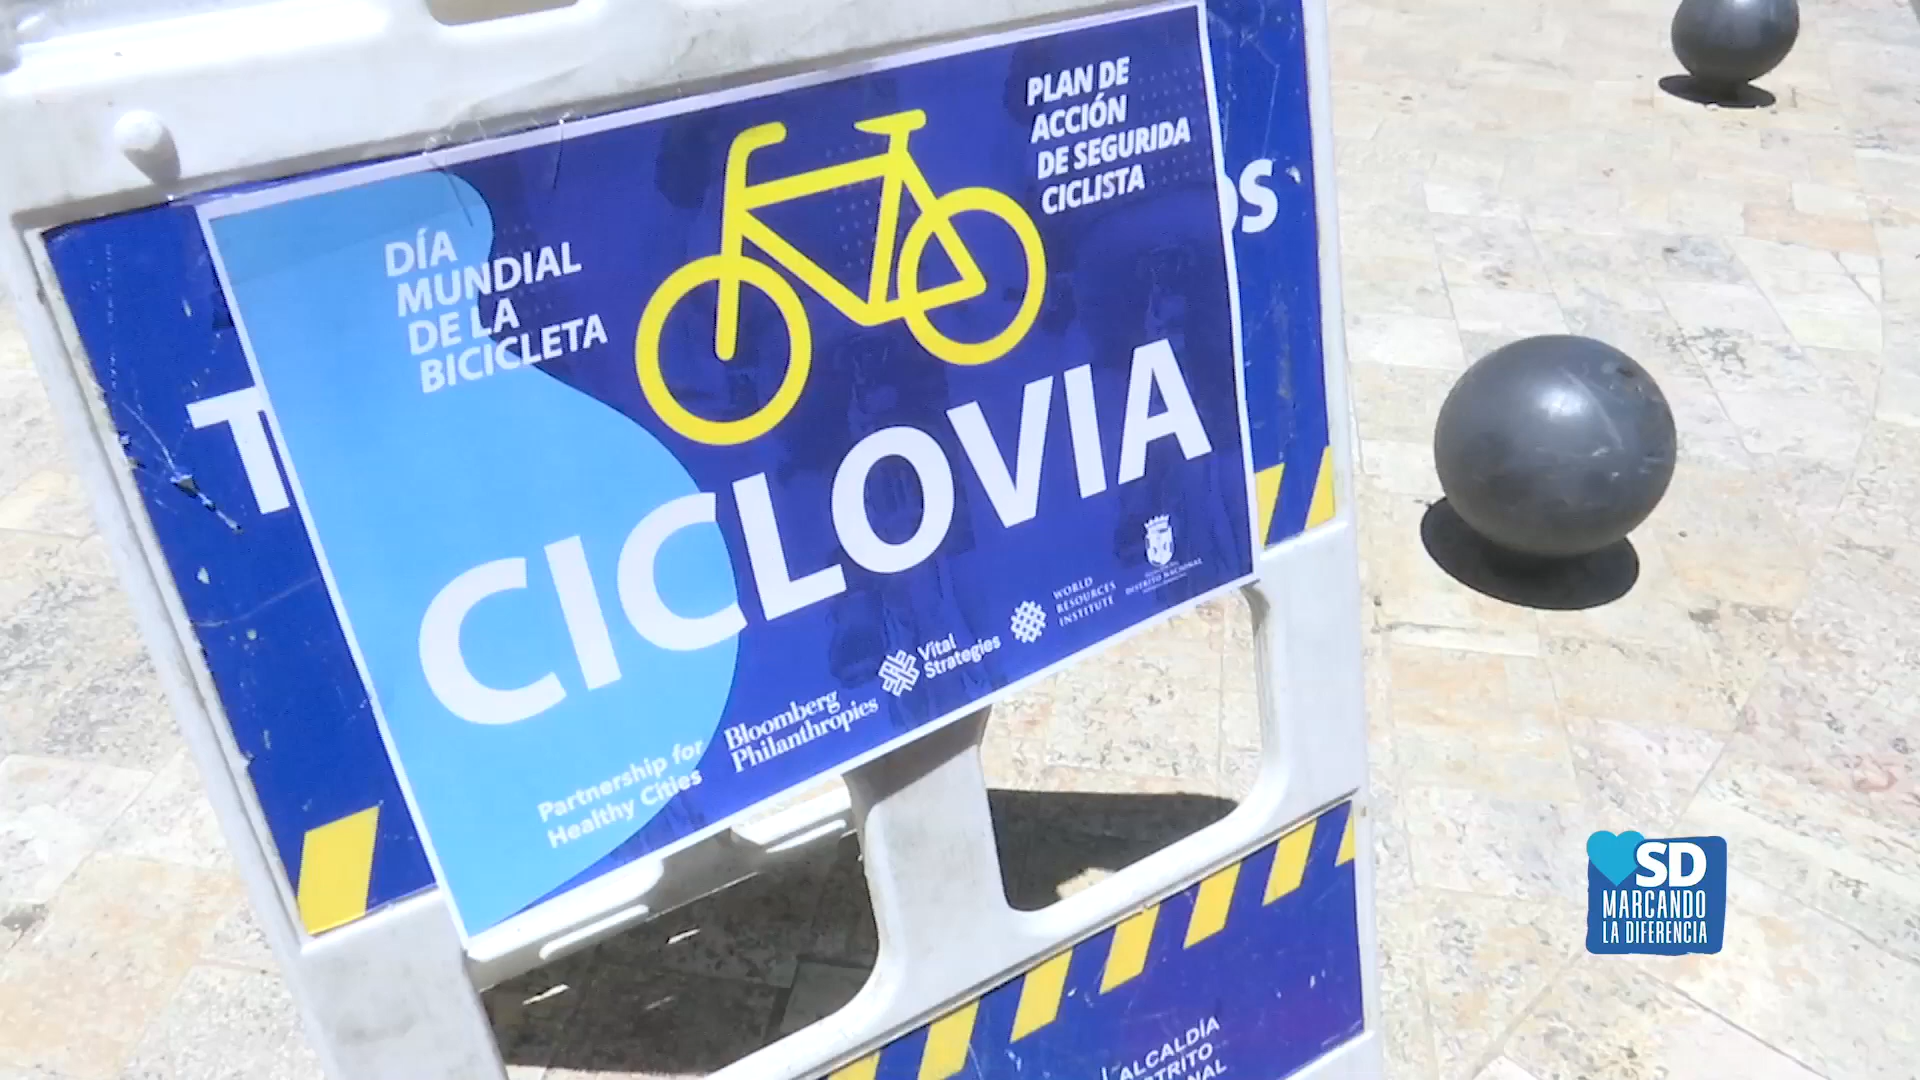 DÍA
MUNDIAL
DE LA
BICICLETA
PLAN DE
ACCIÓN
DE SEGURIDA
CICLISTA
T
OS
CICLOVIA
Partnership for
Healthy Cities
Bloomberg
Philanthropies
Vital
Strategies
WORLD
RESOURCES
INSTITUTE
DISTRITO NACIONAL
ALCALDÍA
SD
MARCANDO
LA DIFERENCIA